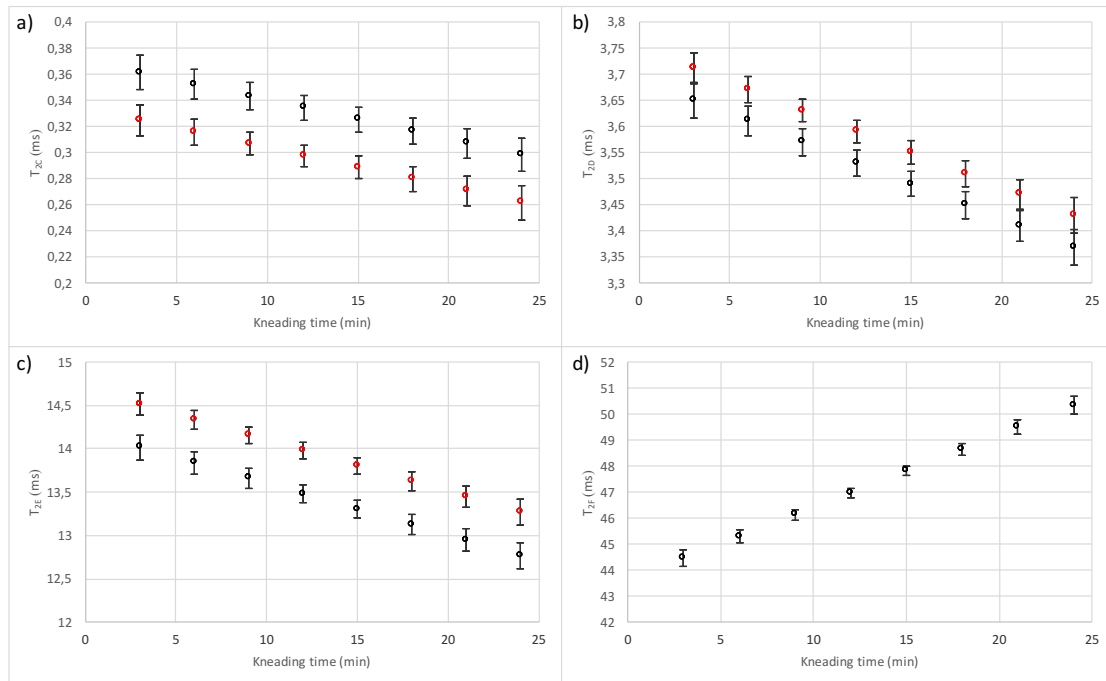 a)
0,4
0,38
0,36
0,34
0,32
0,3
0,28
0,26
0,24
0,22
0,2
T2C (ms)
0 5 10 15 20 25
Kneading time (min)
b)
3,8
3,75
3,7
3,65
3,6
3,55
3,5
3,45
3,4
3,35
3,3
T2D (ms)
0 5 10 15 20 25
Kneading time (min)
c)
15
14,5
14
13,5
13
12,5
12
T2E (ms)
0 5 10 15 20 25
Kneading time (min)
d)
52
51
50
49
48
47
46
45
44
43
42
T2F (ms)
0 5 10 15 20 25
Kneading time (min)